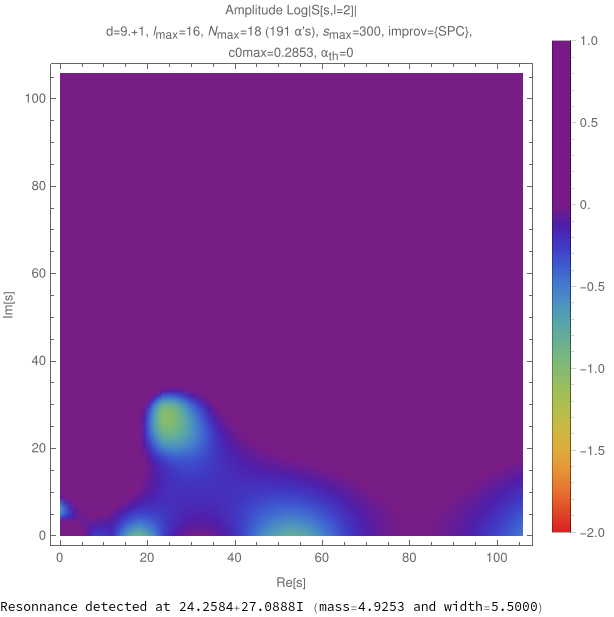 Amplitude Log|S[s,l=2]|
d=9.+1, lmax=16, Nmax=18 (191 α's), smax=300, improv={SPC},
c0max=0.2853, αth=0
1.0
0.5
0.
−0.5
−1.0
−1.5
−2.0
Im[s]
100
80
60
40
20
0
0 20 40 60 80 100
Re[s]
Resonnance detected at 24.2584+27.0888I (mass=4.9253 and width=5.5000)